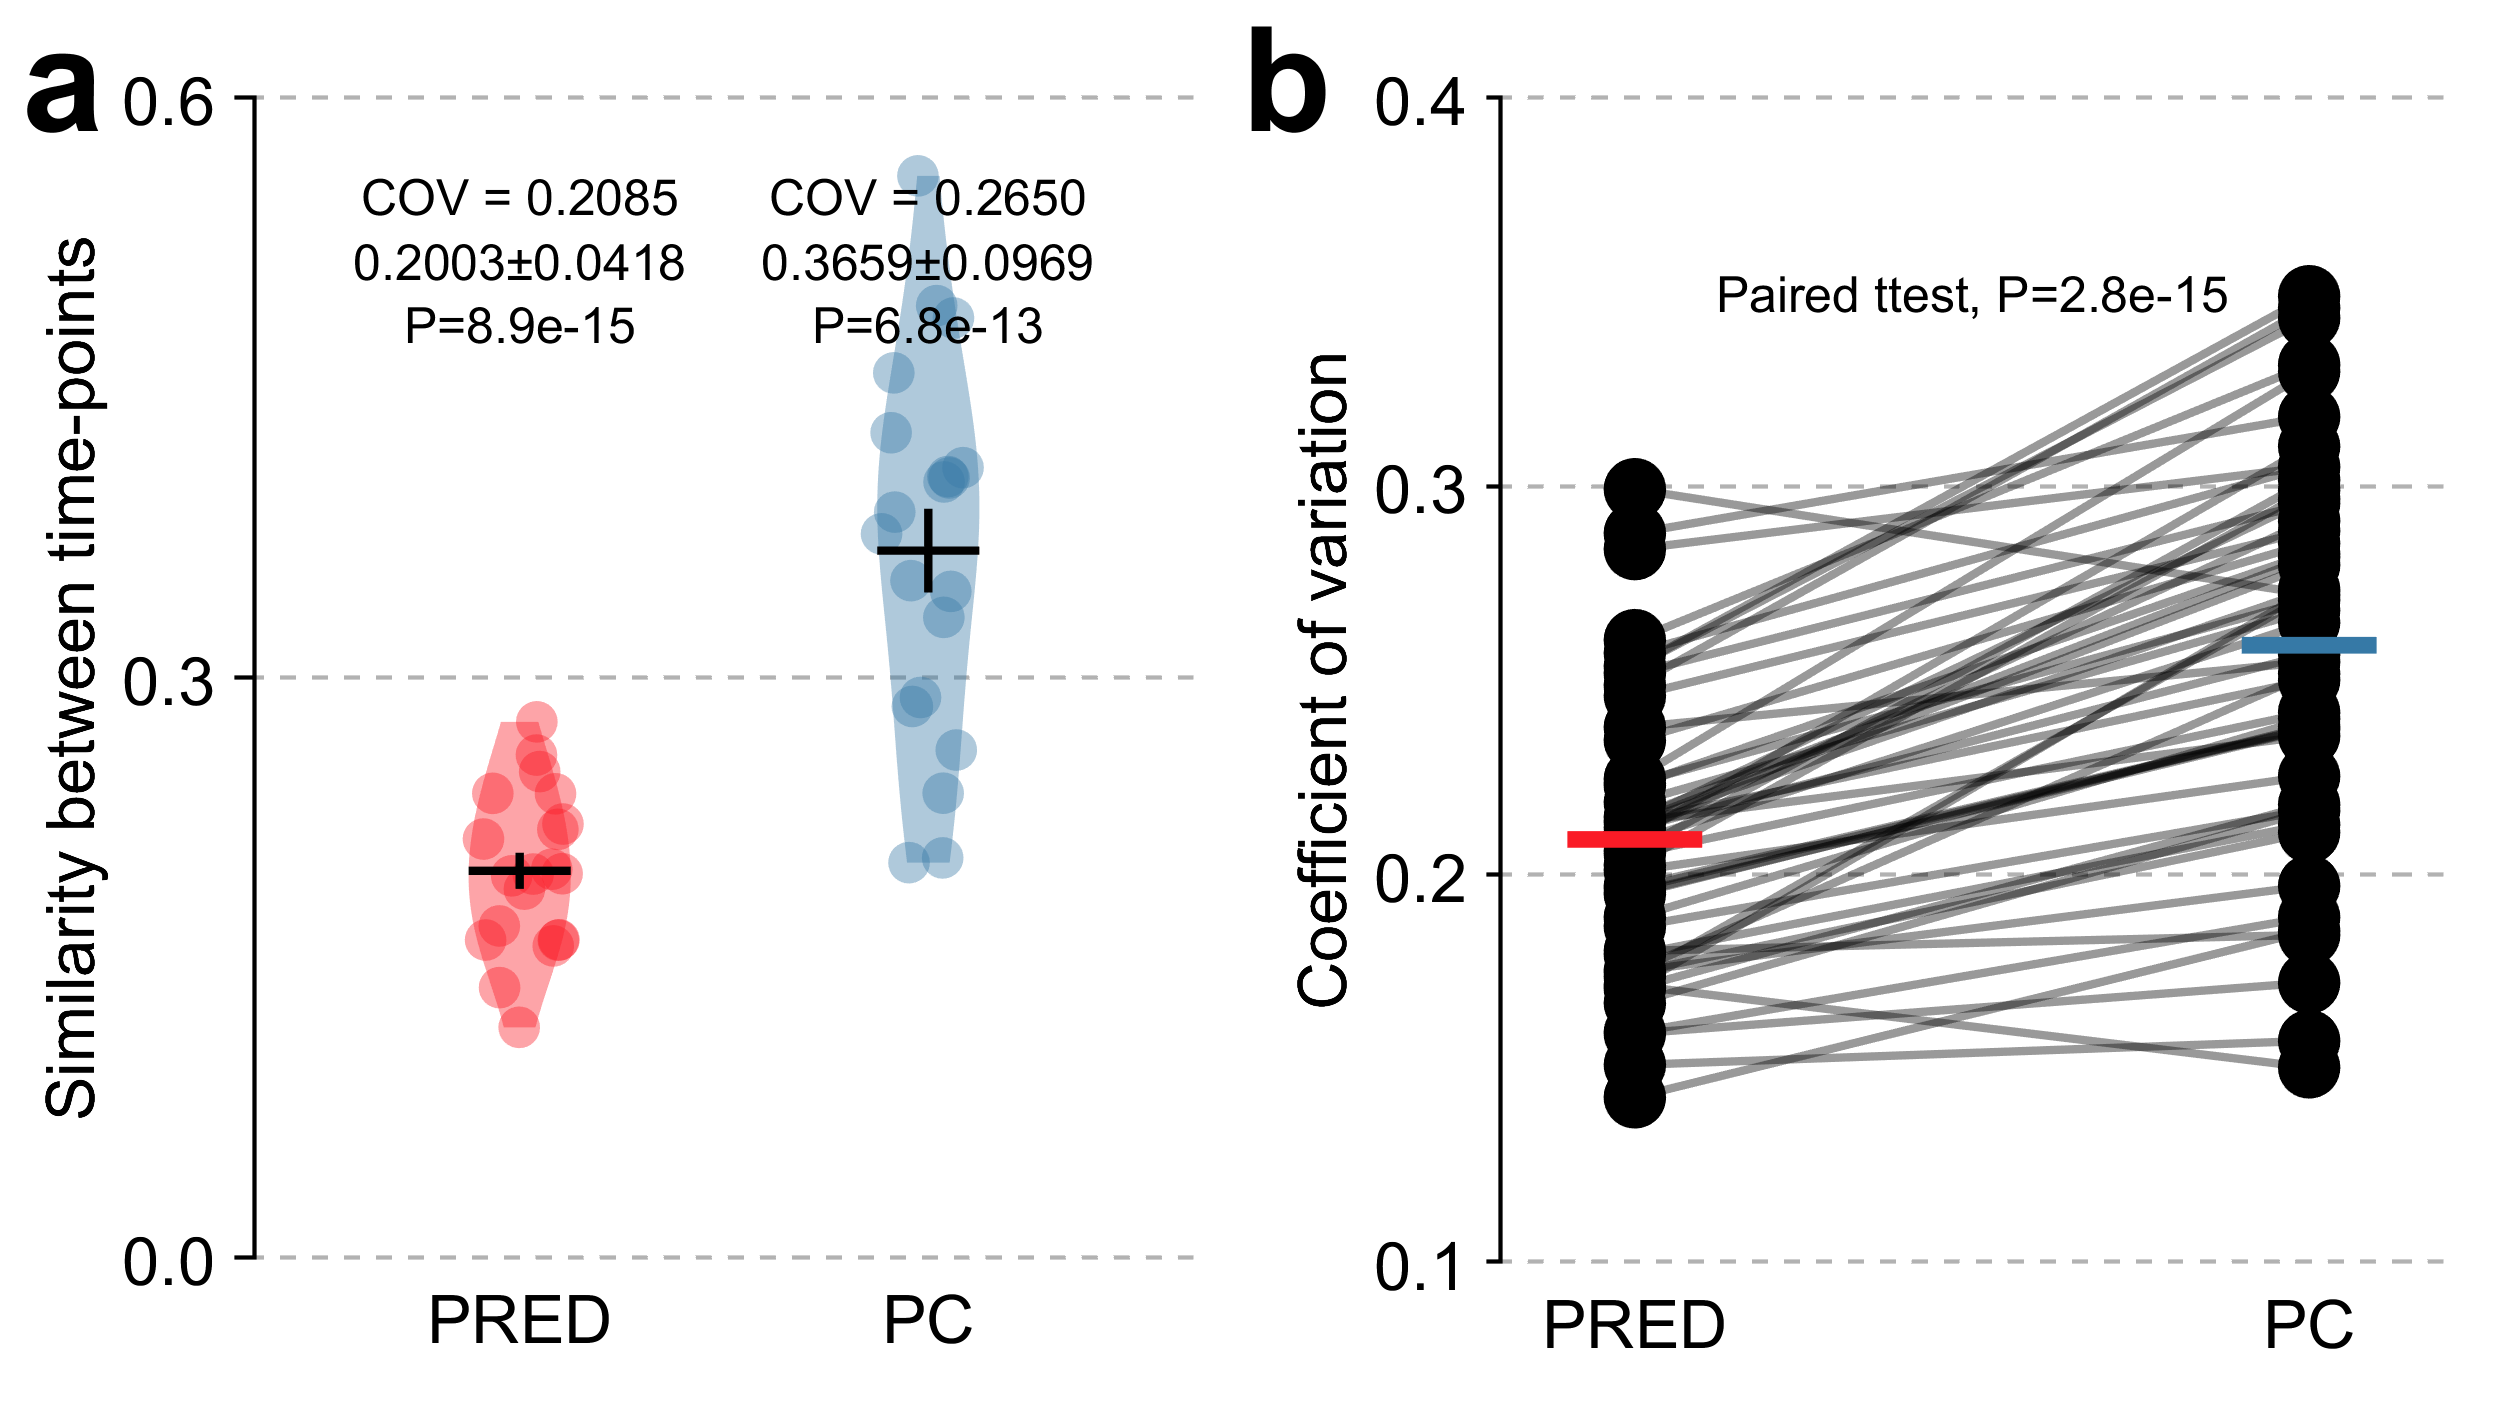 a
0.6
0.3
0.0
Similarity between time-points
COV = 0.2085
0.2003±0.0418
P=8.9e-15
COV = 0.2650
0.3659±0.0969
P=6.8e-13
PRED
PC
b
0.4
0.3
0.2
0.1
Coefficient of variation
Paired ttest, P=2.8e-15
PRED
PC